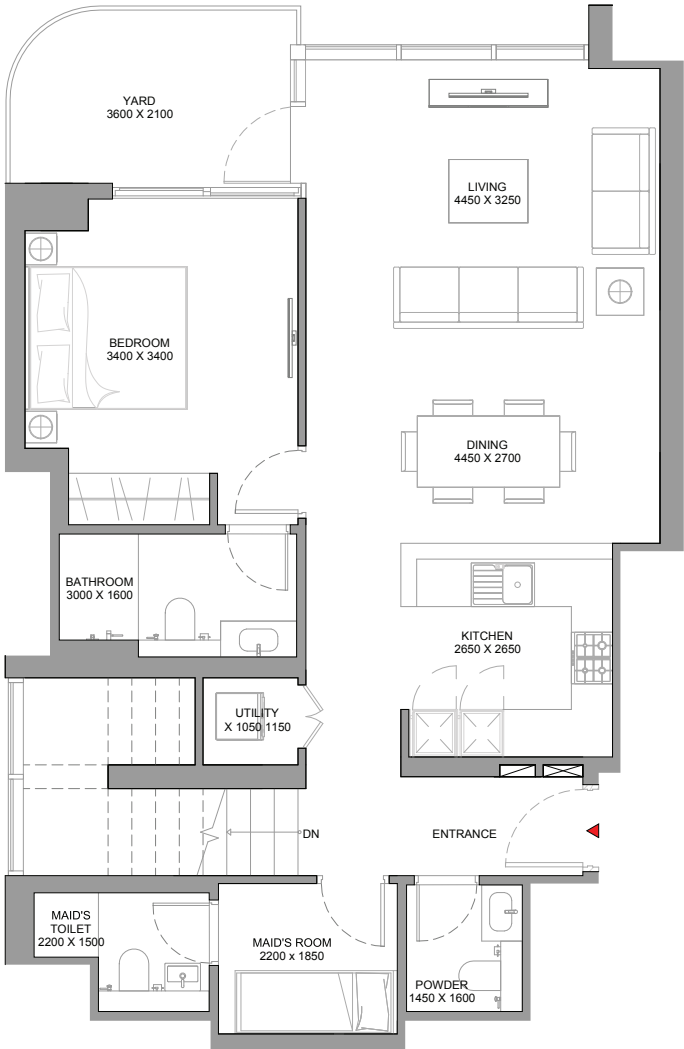 YARD
3600 X 2100
LIVING
4450 X 3250
BEDROOM
3400 X 3400
DINING
4450 X 2700
BATHROOM
3000 X 1600
KITCHEN
2650 X 2650
UTILITY
X 1050 1150
DN
ENTRANCE
MAID'S
TOILET
2200 X 1500
MAID'S ROOM
2200 x 1850
POWDER
1450 X 1600